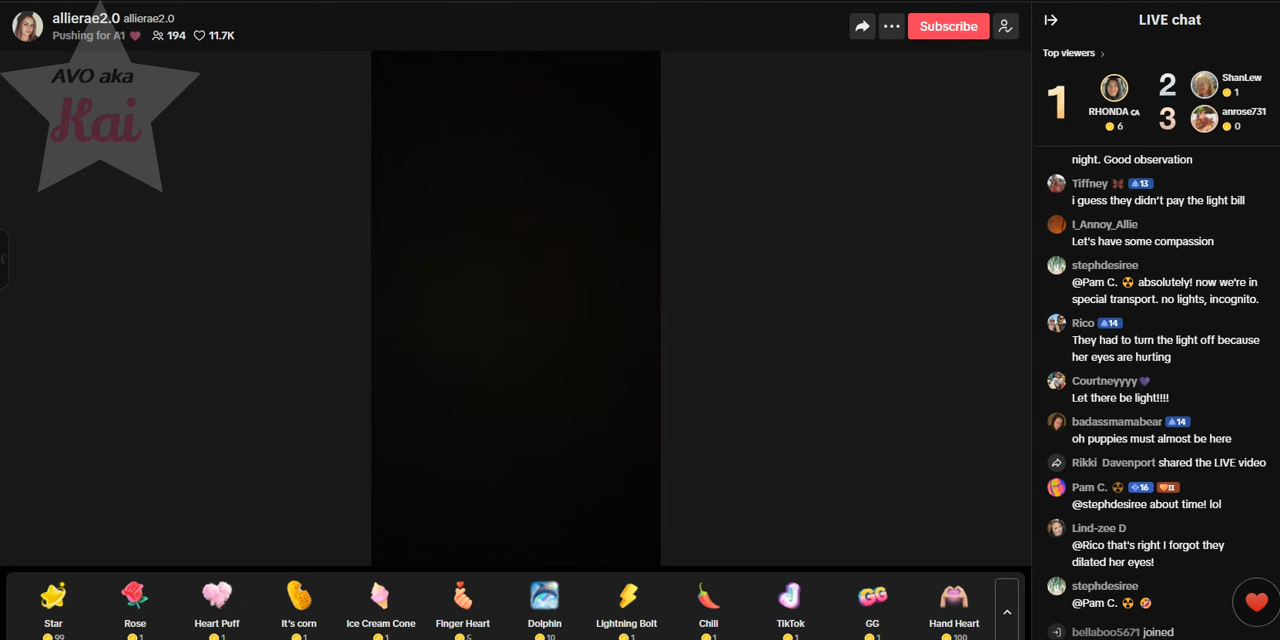 allierae2.0 allierae2.0
Pushing for A1 194 11.7K
Subscribe
AVO aka
Kai
LIVE chat
Top viewers
1
RHONDA CA
6
2
ShanLew
1
3
anrose731
0
night. Good observation
Tiffney 13
i guess they didn't pay the light bill
I_Annoy_Allie
Let's have some compassion
stephdesiree
@Pam C. ☢ absolutely! now we're in
special transport. no lights, incognito.
Rico 14
They had to turn the light off because
her eyes are hurting
Courtneyyyy
Let there be light!!!!
badassmamabear 14
oh puppies must almost be here
Rikki Davenport shared the LIVE video
Pam C. ☢ 16 II
@stephdesiree about time! lol
Lind-zee D
@Rico that's right I forgot they
dilated her eyes!
stephdesiree
@Pam C. ☢ 🤣
bellaboo5671 joined
Star Rose Heart Puff It's corn Ice Cream Cone Finger Heart Dolphin Lightning Bolt Chili TikTok GG Hand Heart
99 1 1 1 1 5 10 1 1 1 1 100